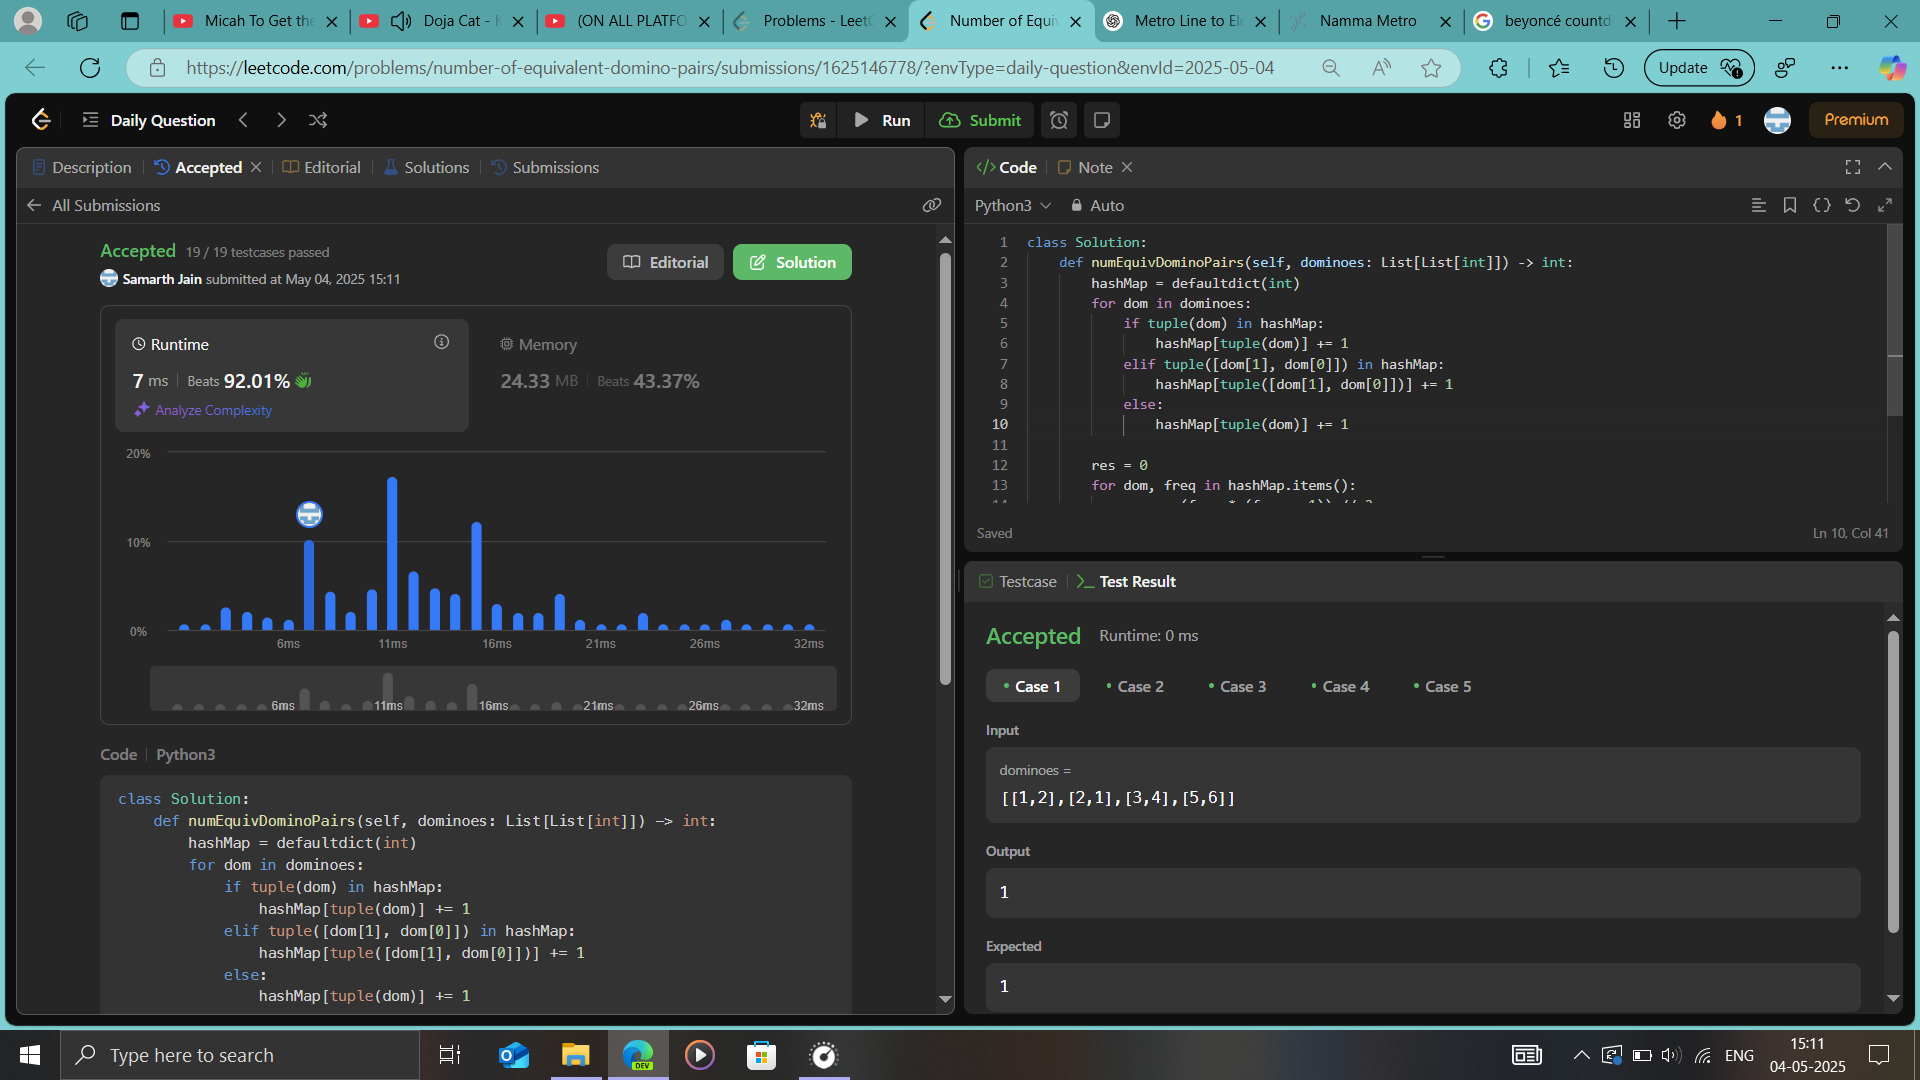 Micah To Get the
Doja Cat - K
(ON ALL PLATFO
Problems - LeetC
Number of Equiv
Metro Line to Ele
Namma Metro
beyoncé countd
https://leetcode.com/problems/number-of-equivalent-domino-pairs/submissions/1625146778/?envType=daily-question&envId=2025-05-04
Update
Daily Question
Run
Submit
1
Premium
Description
Accepted
Editorial
Solutions
Submissions
All Submissions
Accepted 19 / 19 testcases passed
Samarth Jain submitted at May 04, 2025 15:11
Editorial
Solution
Runtime
7 ms Beats 92.01%
Analyze Complexity
Memory
24.33 MB Beats 43.37%
20%
10%
0%
6ms 11ms 16ms 21ms 26ms 32ms
6ms 11ms 16ms 21ms 26ms 32ms
Code Python3
class Solution:
def numEquivDominoPairs(self, dominoes: List[List[int]]) -> int:
hashMap = defaultdict(int)
for dom in dominoes:
if tuple(dom) in hashMap:
hashMap[tuple(dom)] += 1
elif tuple([dom[1], dom[0]]) in hashMap:
hashMap[tuple([dom[1], dom[0]])] += 1
else:
hashMap[tuple(dom)] += 1
</> Code
Note
Python3
Auto
1 class Solution:
2 def numEquivDominoPairs(self, dominoes: List[List[int]]) -> int:
3 hashMap = defaultdict(int)
4 for dom in dominoes:
5 if tuple(dom) in hashMap:
6 hashMap[tuple(dom)] += 1
7 elif tuple([dom[1], dom[0]]) in hashMap:
8 hashMap[tuple([dom[1], dom[0]])] += 1
9 else:
10 hashMap[tuple(dom)] += 1
11
12 res = 0
13 for dom, freq in hashMap.items():
Saved
Ln 10, Col 41
Testcase
Test Result
Accepted Runtime: 0 ms
Case 1
Case 2
Case 3
Case 4
Case 5
Input
dominoes =
[[1,2],[2,1],[3,4],[5,6]]
Output
1
Expected
1
Type here to search
DEV
ENG
15:11
04-05-2025